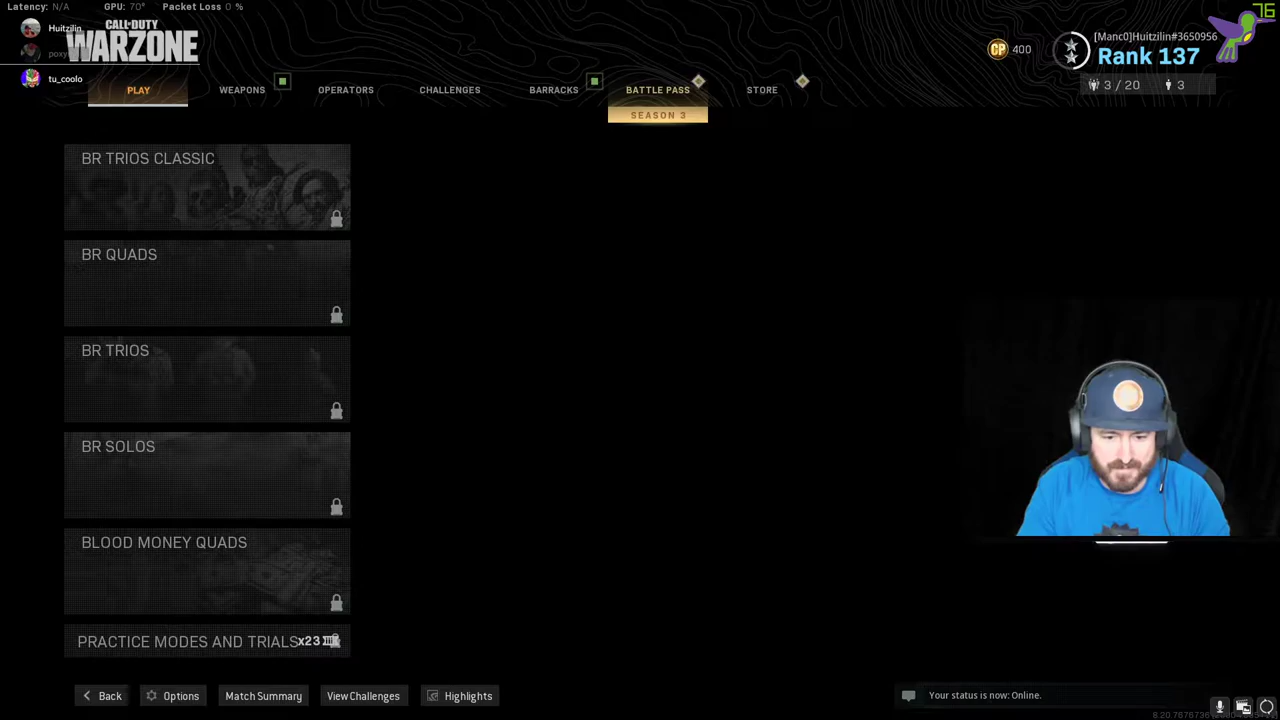 Latency: N/A GPU: 70° Packet Loss 0 %
76
Huitzilin
CALL OF DUTY
WARZONE
tu_coolo
CP 400
[Manc0]Huitzilin#3650956
Rank 137
3 / 20 3
PLAY WEAPONS OPERATORS CHALLENGES BARRACKS BATTLE PASS STORE
SEASON 3
BR TRIOS CLASSIC
BR QUADS
BR TRIOS
BR SOLOS
BLOOD MONEY QUADS
PRACTICE MODES AND TRIALS
Back Options Match Summary View Challenges Highlights
Your status is now: Online.